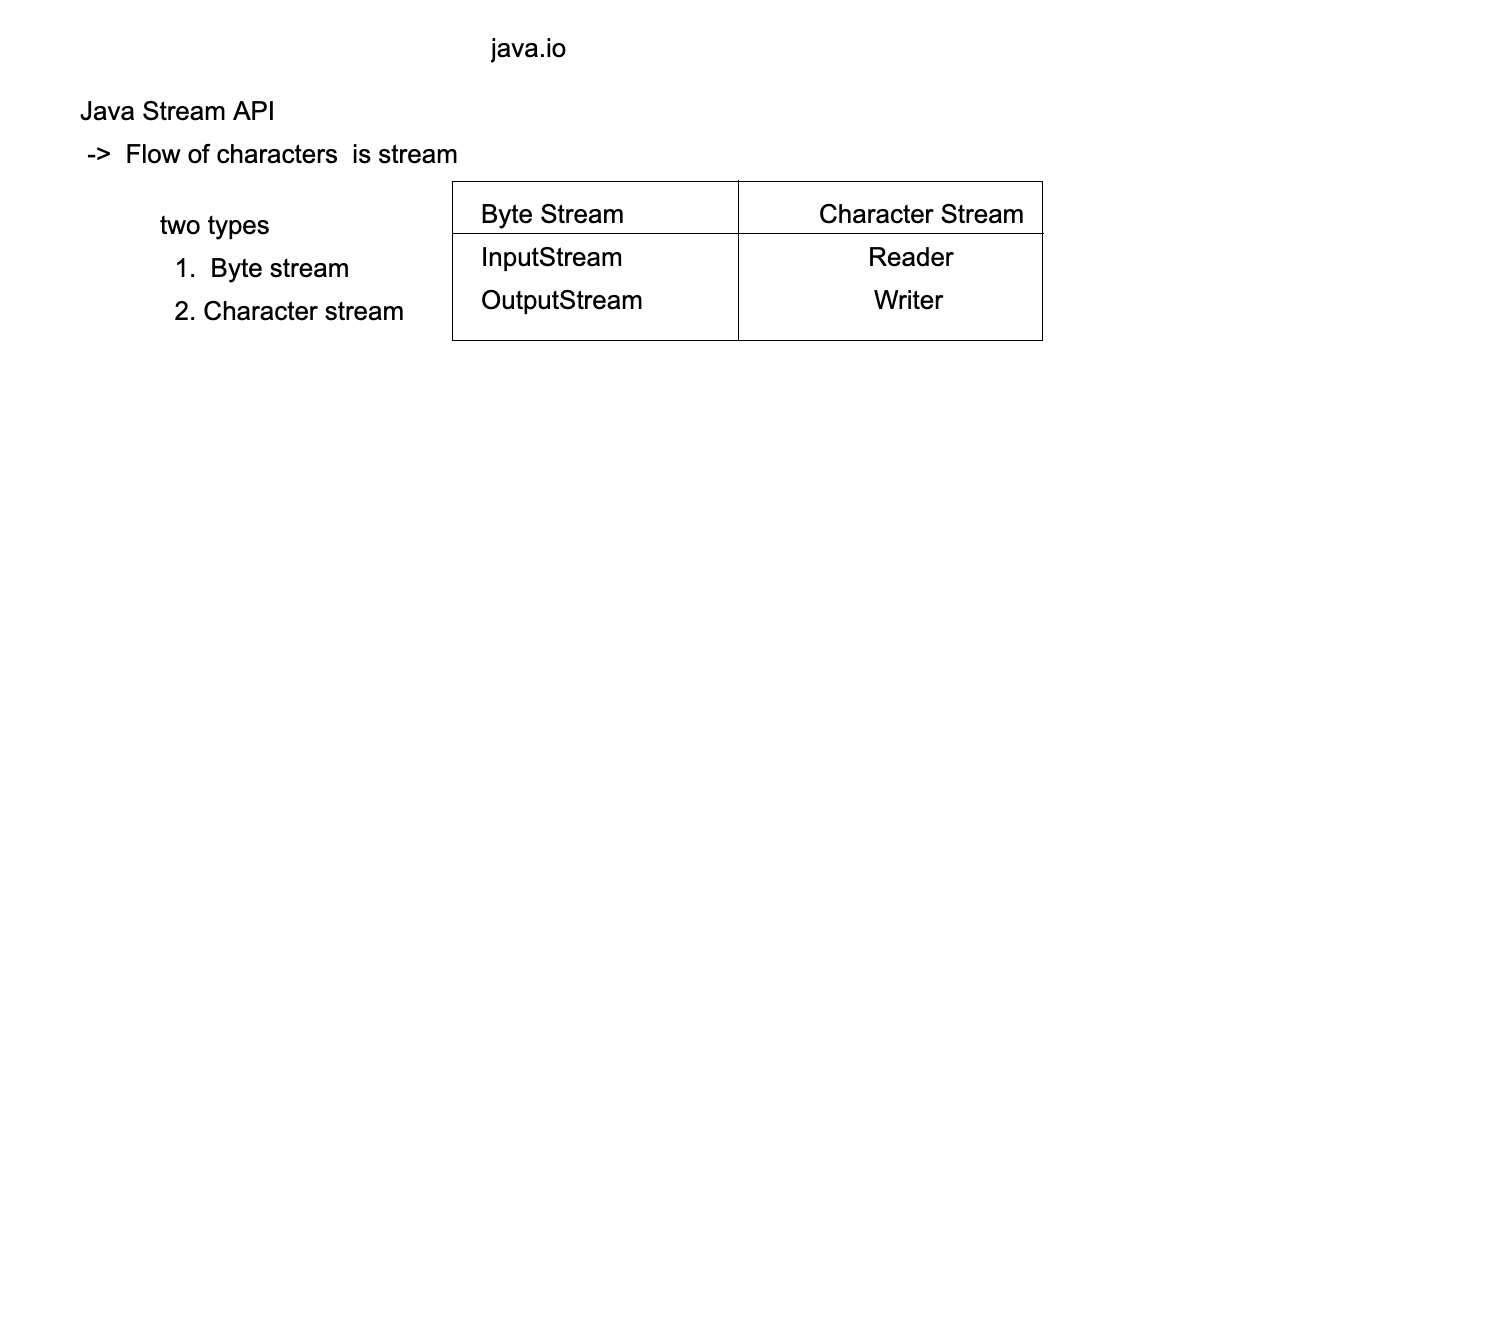 java.io
Java Stream API
-> Flow of characters is stream
two types
1. Byte stream
2. Character stream
Byte Stream Character Stream
InputStream Reader
OutputStream Writer